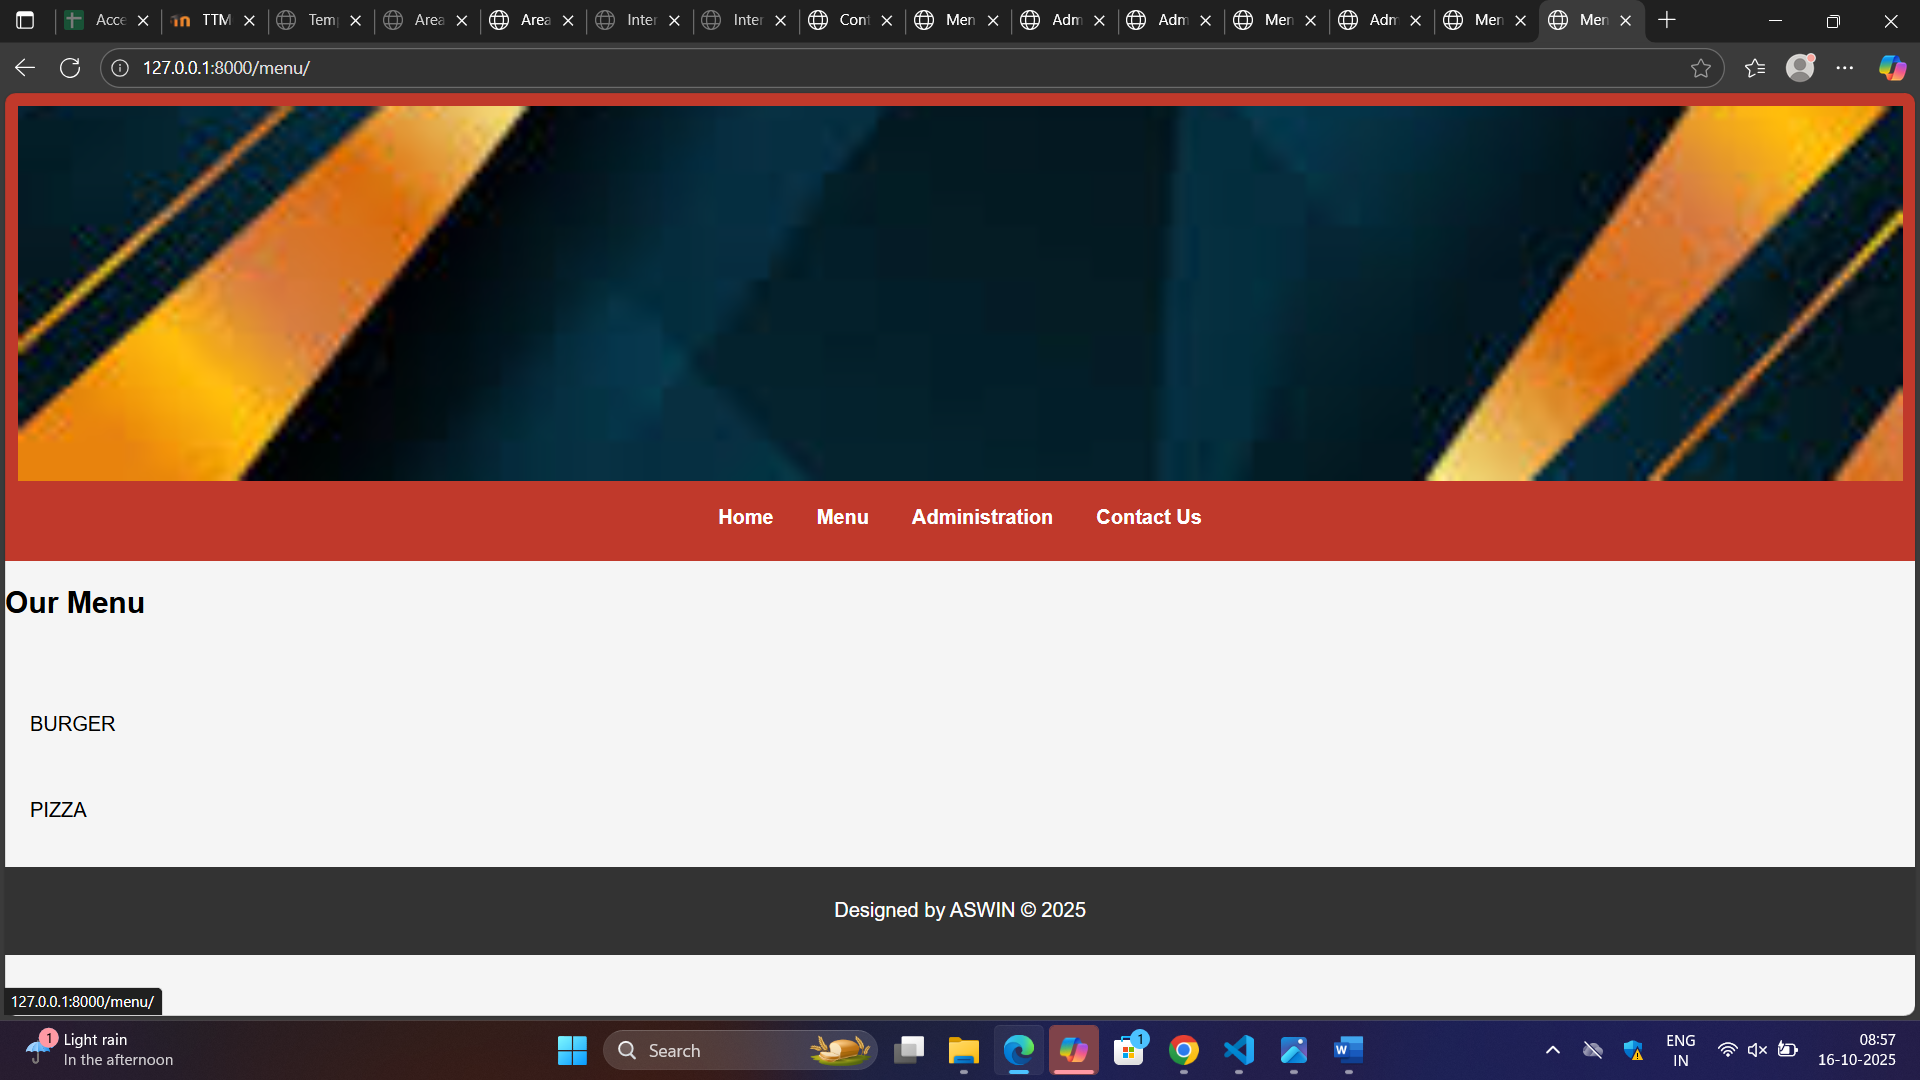 Acce
TTM
Temp
Area
Area
Inter
Inter
Cont
Men
Adm
Adm
Men
Adm
Men
Men
127.0.0.1:8000/menu/
Home Menu Administration Contact Us
Our Menu
BURGER
PIZZA
Designed by ASWIN © 2025
127.0.0.1:8000/menu/
1
Light rain
In the afternoon
Search
1
ENG
IN
08:57
16-10-2025